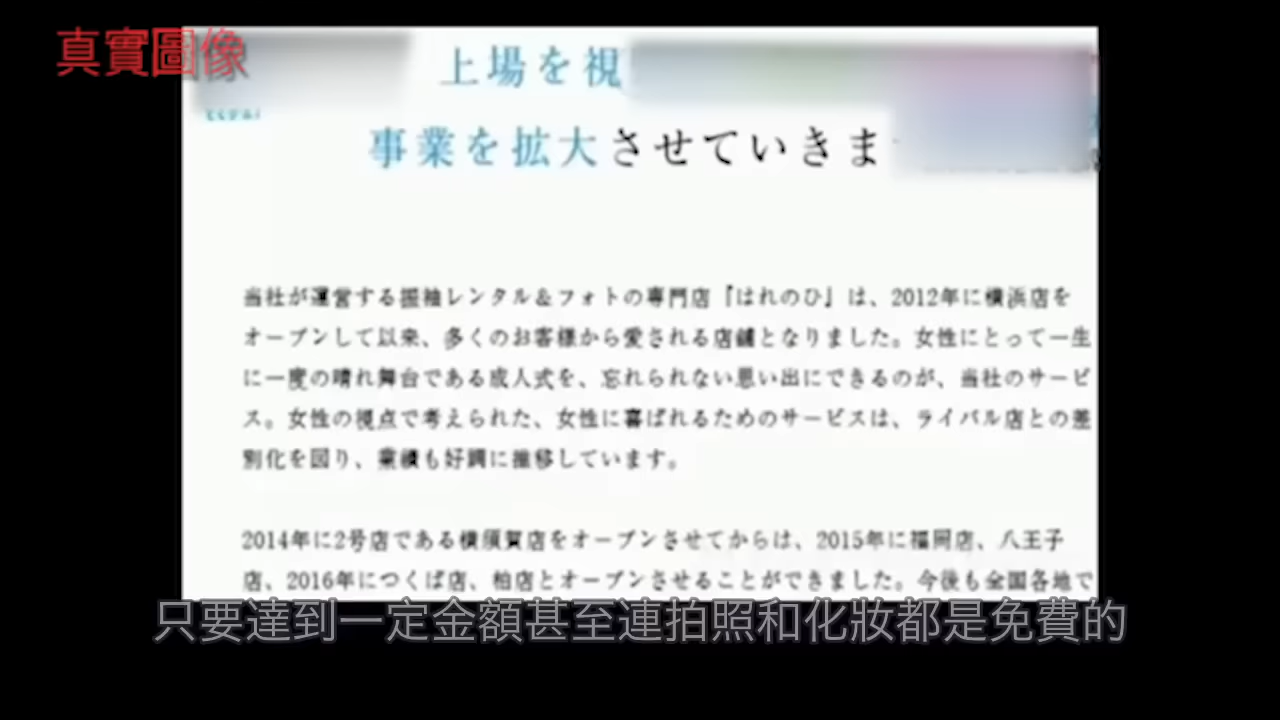 真實圖像
上場を視
事業を拡大させていきま
当社が運営する振袖レンタル＆フォトの専門店『はれのひ』は、2012年に横浜店を
オープンして以来、多くのお客様から愛される店舗となりました。女性にとって一生
に一度の晴れ舞台である成人式を、忘れられない思い出にできるのが、当社のサービ
ス。女性の視点で考えられた、女性に喜ばれるためのサービスは、ライバル店との差
別化を図り、業績も好調に推移しています。
2014年に2号店である横須賀店をオープンさせてからは、2015年に福岡店、八王子
店、2016年につくば店、柏店とオープンさせることができました。今後も全国各地で
只要達到一定金額甚至連拍照和化妝都是免費的